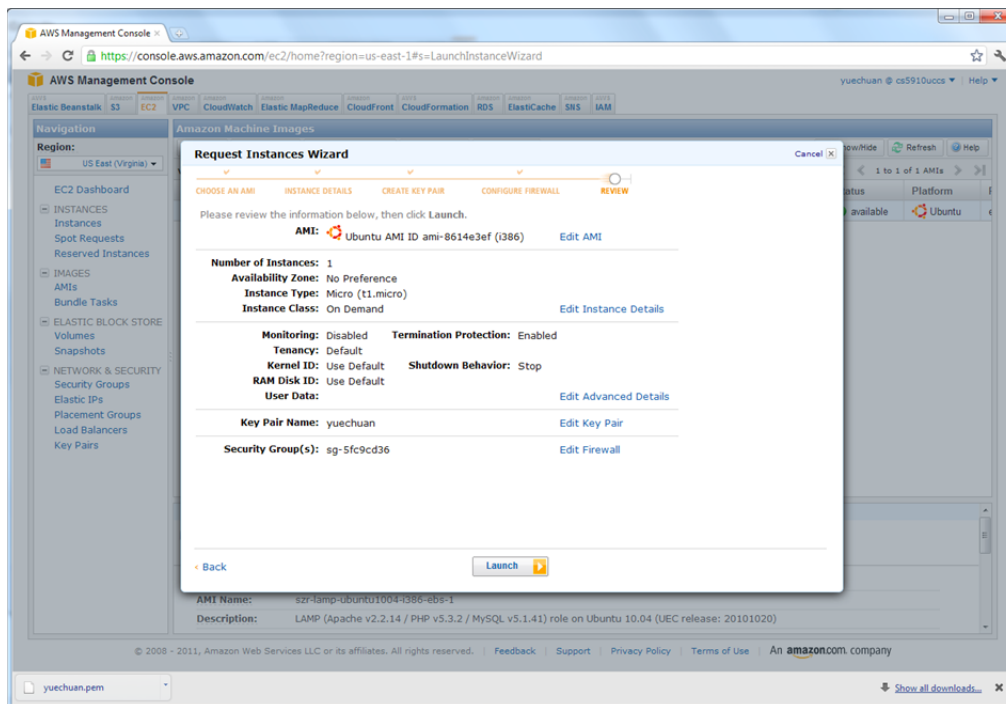 AWS Management Console
https://console.aws.amazon.com/ec2/home?region=us-east-1#s=LaunchInstanceWizard
AWS Management Console
yuechuan @ cs5910uccs
Help
Elastic Beanstalk
S3
EC2
VPC
CloudWatch
Elastic MapReduce
CloudFront
CloudFormation
RDS
ElastiCache
SNS
IAM
Navigation
Amazon Machine Images
Region:
US East (Virginia)
EC2 Dashboard
INSTANCES
Instances
Spot Requests
Reserved Instances
IMAGES
AMIs
Bundle Tasks
ELASTIC BLOCK STORE
Volumes
Snapshots
NETWORK & SECURITY
Security Groups
Elastic IPs
Placement Groups
Load Balancers
Key Pairs
Refresh
Help
1 to 1 of 1 AMIs
Platform
available
Ubuntu
Request Instances Wizard
Cancel
CHOOSE AN AMI
INSTANCE DETAILS
CREATE KEY PAIR
CONFIGURE FIREWALL
REVIEW
Please review the information below, then click Launch.
AMI: Ubuntu AMI ID ami-8614e3ef (i386) Edit AMI
Number of Instances: 1
Availability Zone: No Preference
Instance Type: Micro (t1.micro)
Instance Class: On Demand Edit Instance Details
Monitoring: Disabled Termination Protection: Enabled
Tenancy: Default
Kernel ID: Use Default Shutdown Behavior: Stop
RAM Disk ID: Use Default
User Data: Edit Advanced Details
Key Pair Name: yuechuan Edit Key Pair
Security Group(s): sg-5fc9cd36 Edit Firewall
Back
Launch
AMI Name: szr-lamp-ubuntu1004-i386-ebs-1
Description: LAMP (Apache v2.2.14 / PHP v5.3.2 / MySQL v5.1.41) role on Ubuntu 10.04 (UEC release: 20101020)
© 2008 - 2011, Amazon Web Services LLC or its affiliates. All rights reserved. | Feedback | Support | Privacy Policy | Terms of Use | An amazon.com. company
yuechuan.pem
Show all downloads...